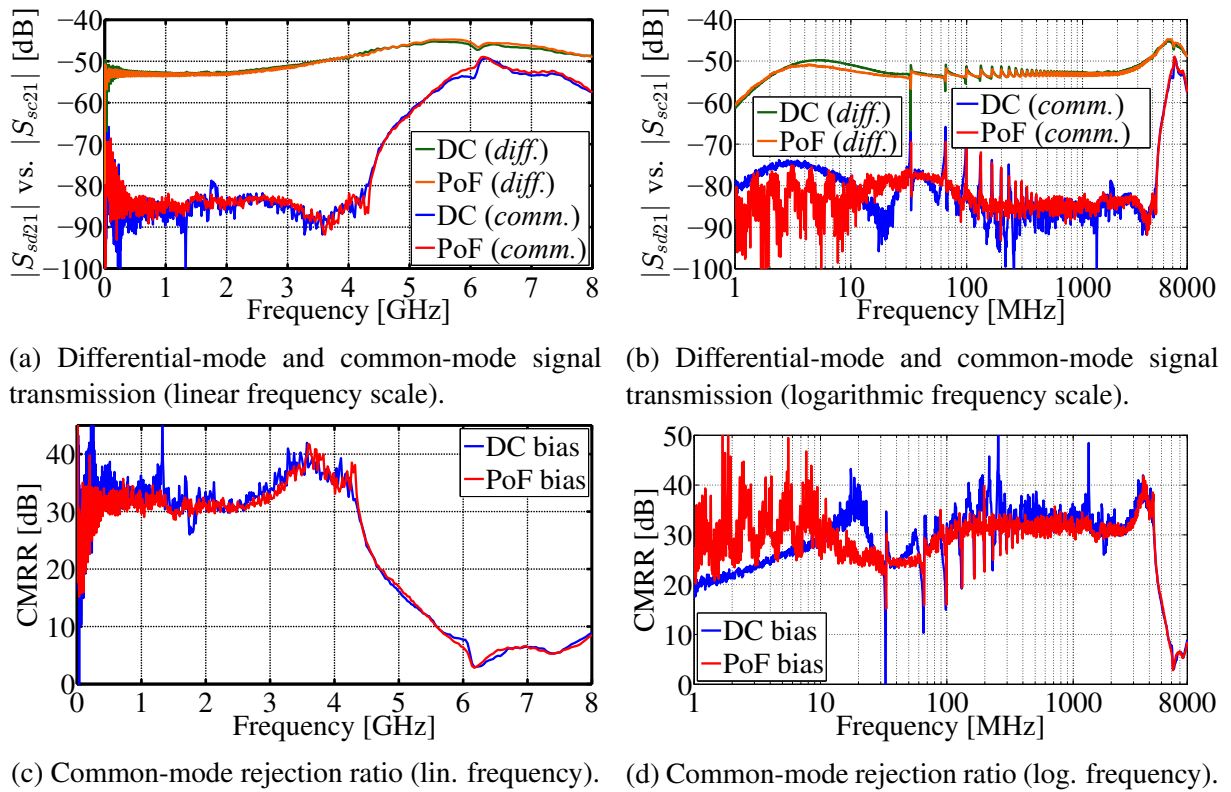 |S_sd21| vs. |S_sc21| [dB]
−40
−50
−60
−70
−80
−90
−100
DC (diff.)
PoF (diff.)
DC (comm.)
PoF (comm.)
0 1 2 3 4 5 6 7 8
Frequency [GHz]
(a) Differential-mode and common-mode signal
transmission (linear frequency scale).
|S_sd21| vs. |S_sc21| [dB]
−40
−50
−60
−70
−80
−90
−100
DC (diff.)
PoF (diff.)
DC (comm.)
PoF (comm.)
1 10 100 1000 8000
Frequency [MHz]
(b) Differential-mode and common-mode signal
transmission (logarithmic frequency scale).
CMRR [dB]
40
30
20
10
0
DC bias
PoF bias
0 1 2 3 4 5 6 7 8
Frequency [GHz]
(c) Common-mode rejection ratio (lin. frequency).
CMRR [dB]
50
40
30
20
10
0
DC bias
PoF bias
1 10 100 1000 8000
Frequency [MHz]
(d) Common-mode rejection ratio (log. frequency).